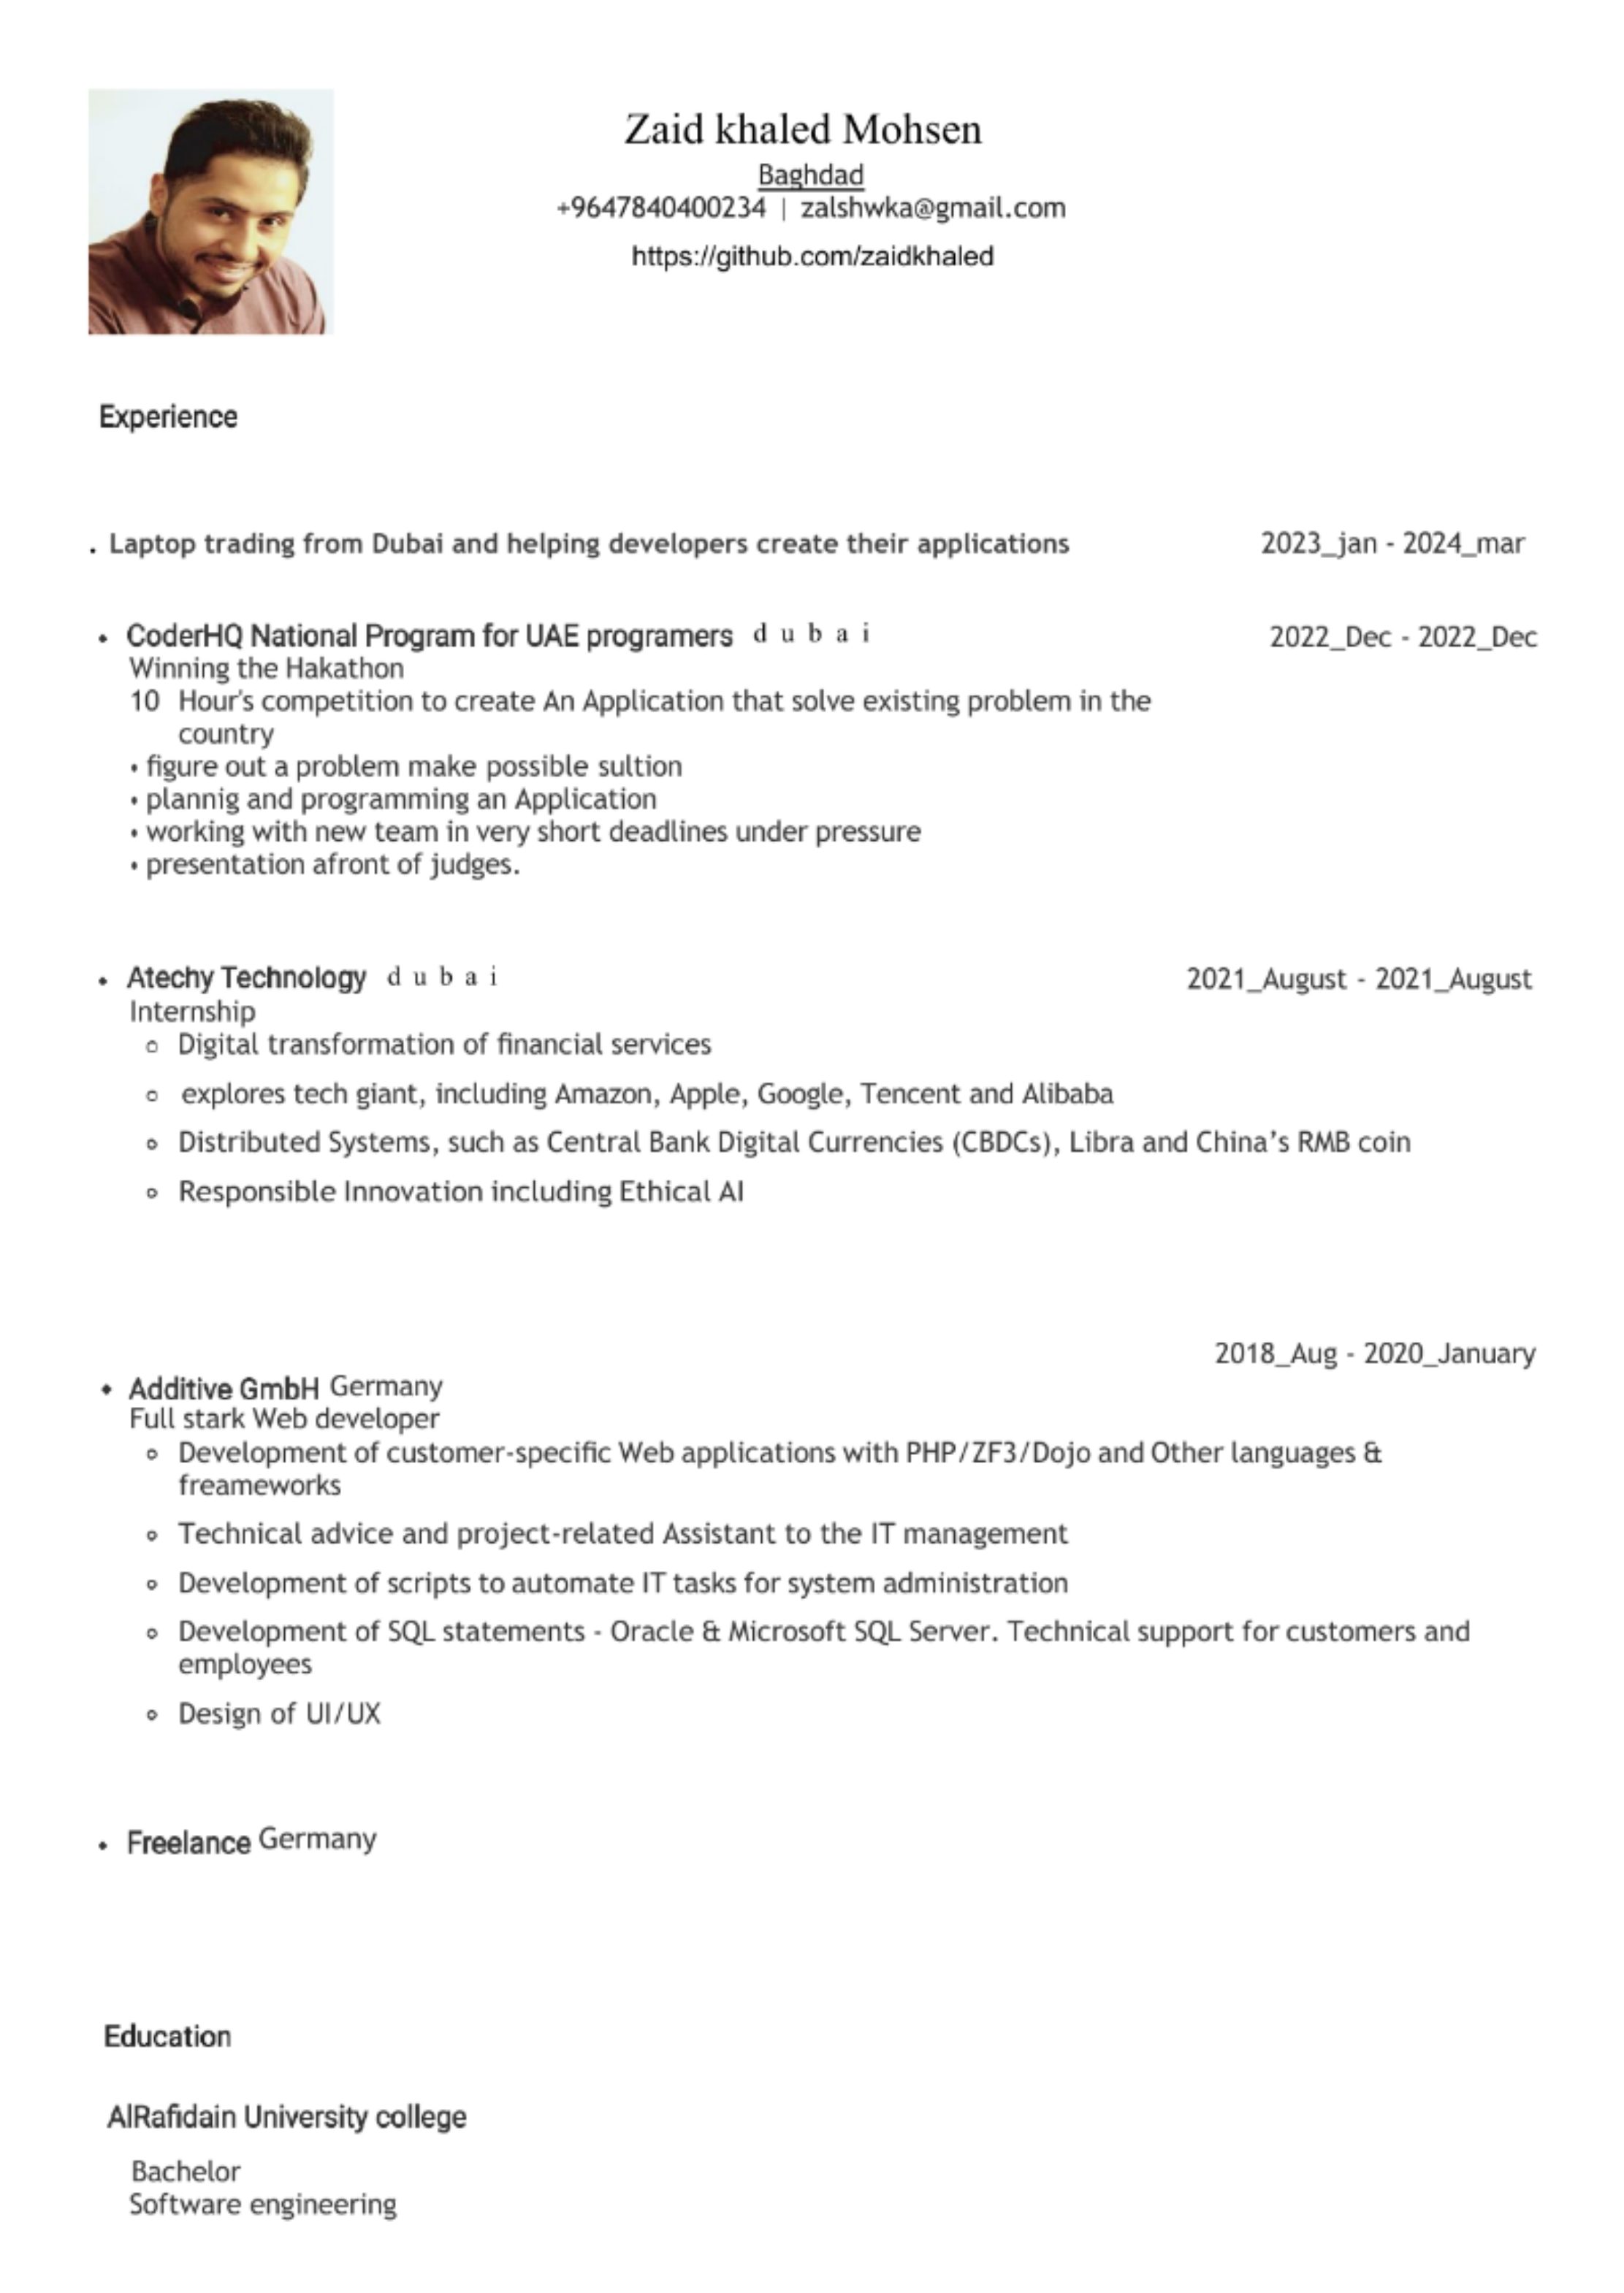 Zaid khaled Mohsen
Baghdad
+9647840400234 | zalshwka@gmail.com
https://github.com/zaidkhaled
Experience
. Laptop trading from Dubai and helping developers create their applications 2023_jan - 2024_mar
• CoderHQ National Program for UAE programers d u b a i 2022_Dec - 2022_Dec
Winning the Hakathon
10 Hour's competition to create An Application that solve existing problem in the
country
• figure out a problem make possible sultion
• plannig and programming an Application
• working with new team in very short deadlines under pressure
• presentation afront of judges.
• Atechy Technology d u b a i 2021_August - 2021_August
Internship
○ Digital transformation of financial services
○ explores tech giant, including Amazon, Apple, Google, Tencent and Alibaba
○ Distributed Systems, such as Central Bank Digital Currencies (CBDCs), Libra and China’s RMB coin
○ Responsible Innovation including Ethical AI
2018_Aug - 2020_January
• Additive GmbH Germany
Full stark Web developer
○ Development of customer-specific Web applications with PHP/ZF3/Dojo and Other languages &
freameworks
○ Technical advice and project-related Assistant to the IT management
○ Development of scripts to automate IT tasks for system administration
○ Development of SQL statements - Oracle & Microsoft SQL Server. Technical support for customers and
employees
○ Design of UI/UX
• Freelance Germany
Education
AlRafidain University college
Bachelor
Software engineering